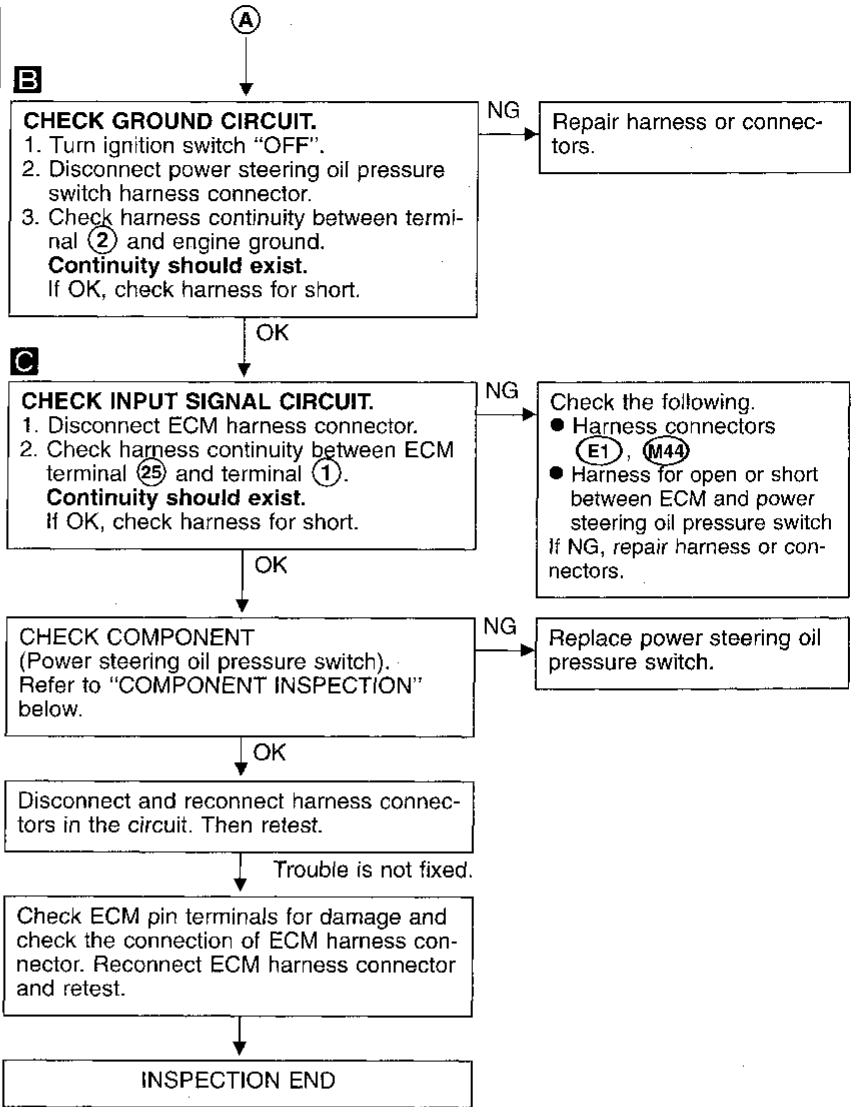 A
B
CHECK GROUND CIRCUIT.
1. Turn ignition switch “OFF”.
2. Disconnect power steering oil pressure
switch harness connector.
3. Check harness continuity between termi-
nal ② and engine ground.
Continuity should exist.
If OK, check harness for short.
NG
Repair harness or connec-
tors.
OK
C
CHECK INPUT SIGNAL CIRCUIT.
1. Disconnect ECM harness connector.
2. Check harness continuity between ECM
terminal ㉕ and terminal ①.
Continuity should exist.
If OK, check harness for short.
NG
Check the following.
● Harness connectors
E1, M44
● Harness for open or short
between ECM and power
steering oil pressure switch
If NG, repair harness or con-
nectors.
OK
CHECK COMPONENT
(Power steering oil pressure switch).
Refer to “COMPONENT INSPECTION”
below.
NG
Replace power steering oil
pressure switch.
OK
Disconnect and reconnect harness connec-
tors in the circuit. Then retest.
Trouble is not fixed.
Check ECM pin terminals for damage and
check the connection of ECM harness con-
nector. Reconnect ECM harness connector
and retest.
INSPECTION END